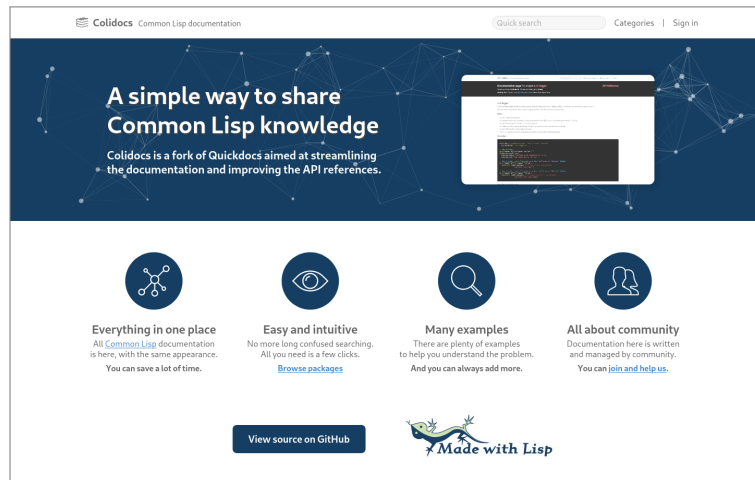 Colidocs Common Lisp documentation
Quick search
Categories | Sign in
A simple way to share
Common Lisp knowledge
Colidocs is a fork of Quickdocs aimed at streamlining
the documentation and improving the API references.
Everything in one place
All Common Lisp documentation
is here, with the same appearance.
You can save a lot of time.
Easy and intuitive
No more long confused searching.
All you need is a few clicks.
Browse packages
Many examples
There are plenty of examples
to help you understand the problem.
And you can always add more.
All about community
Documentation here is written
and managed by community.
You can join and help us.
View source on GitHub
Made with Lisp